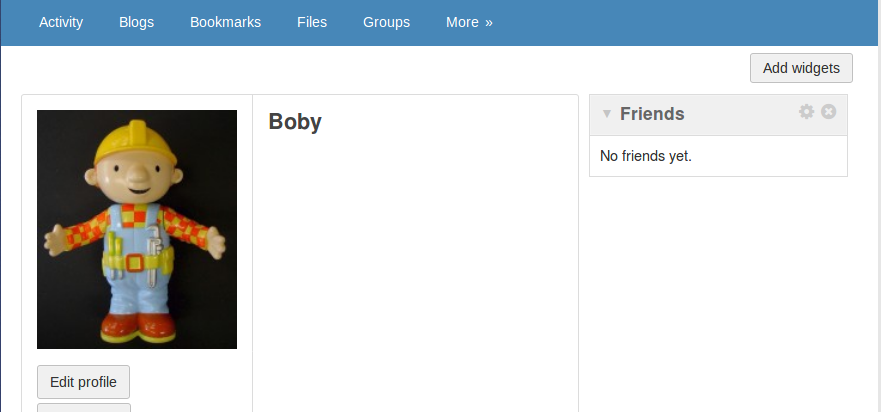 Activity Blogs Bookmarks Files Groups More »
Add widgets
Boby
Friends
No friends yet.
Edit profile